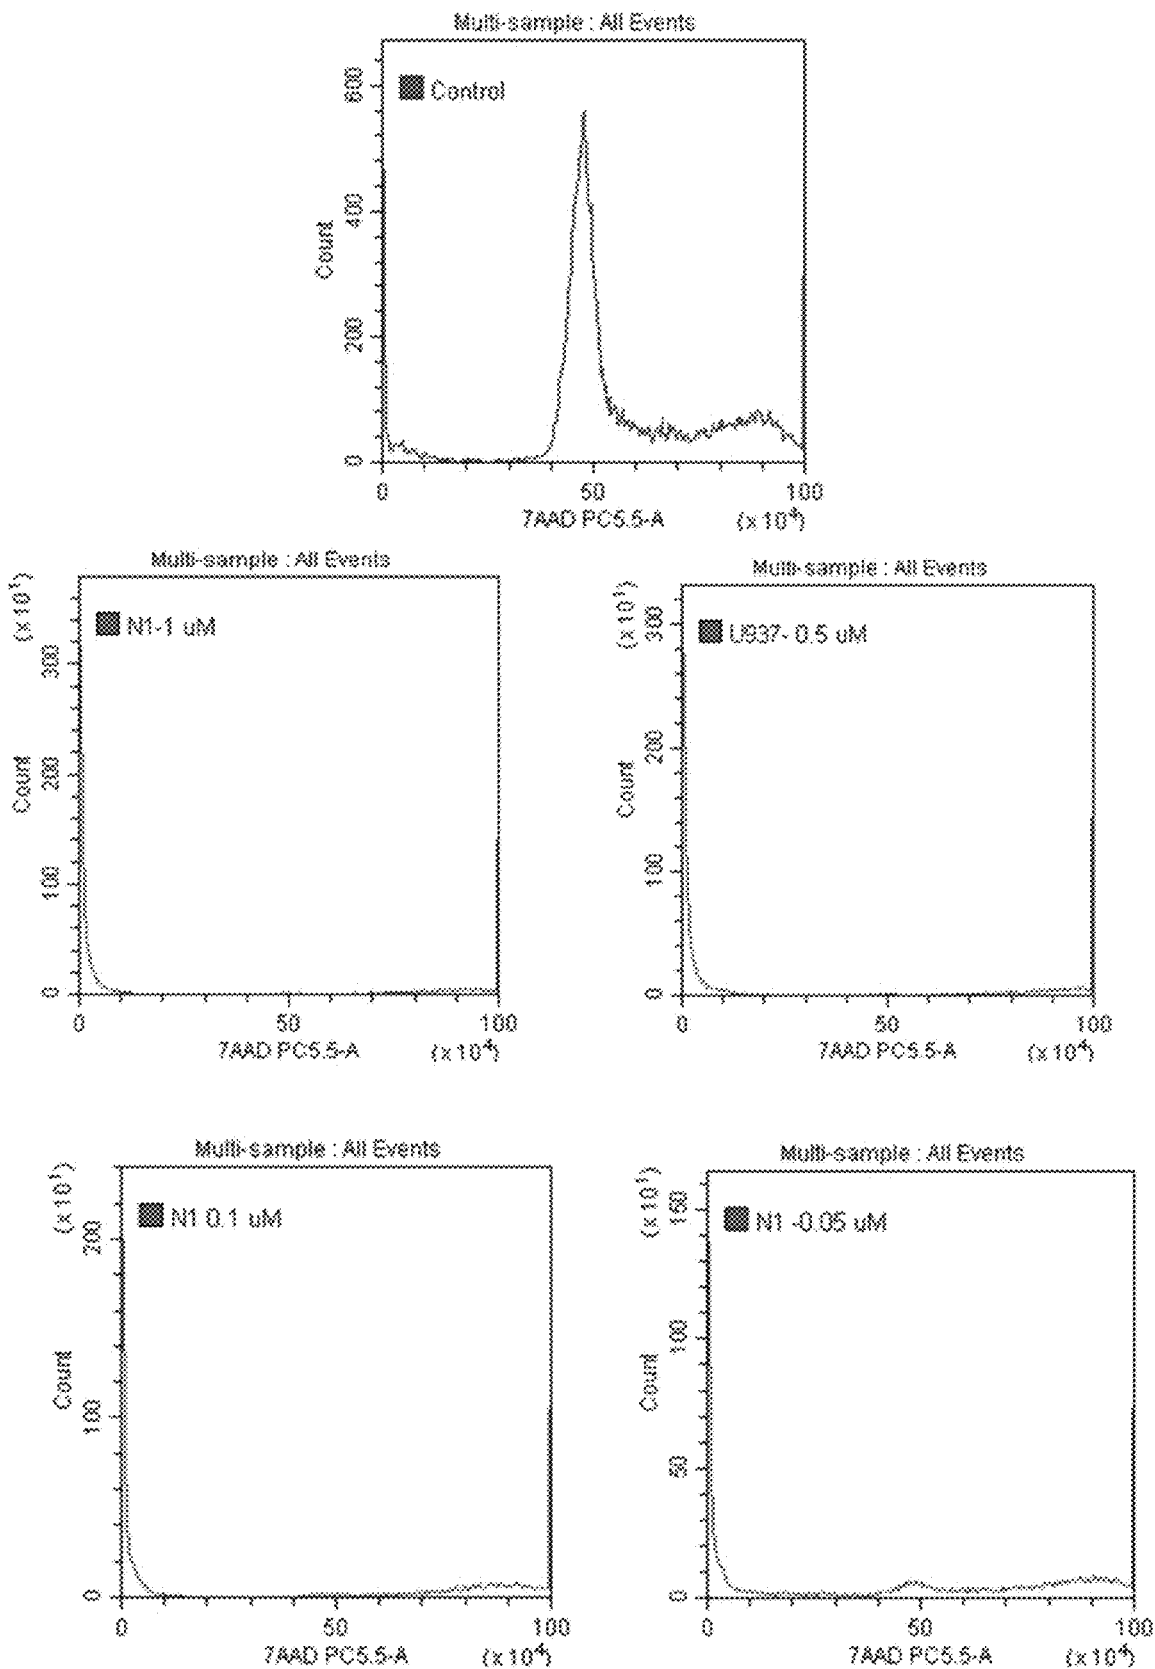 Multi-sample : All Events
Control
600
400
200
0
Count
0 50 100
7AAD PC5.5-A (x 10⁴)
Multi-sample : All Events
(x 10¹)
N1-1 uM
300
200
100
0
Count
0 50 100
7AAD PC5.5-A (x 10⁴)
Multi-sample : All Events
(x 10¹)
U937- 0.5 uM
300
200
100
0
Count
0 50 100
7AAD PC5.5-A (x 10⁴)
Multi-sample : All Events
(x 10¹)
N1 0.1 uM
200
100
0
Count
0 50 100
7AAD PC5.5-A (x 10⁴)
Multi-sample : All Events
(x 10¹)
N1 -0.05 uM
150
100
50
0
Count
0 50 100
7AAD PC5.5-A (x 10⁴)